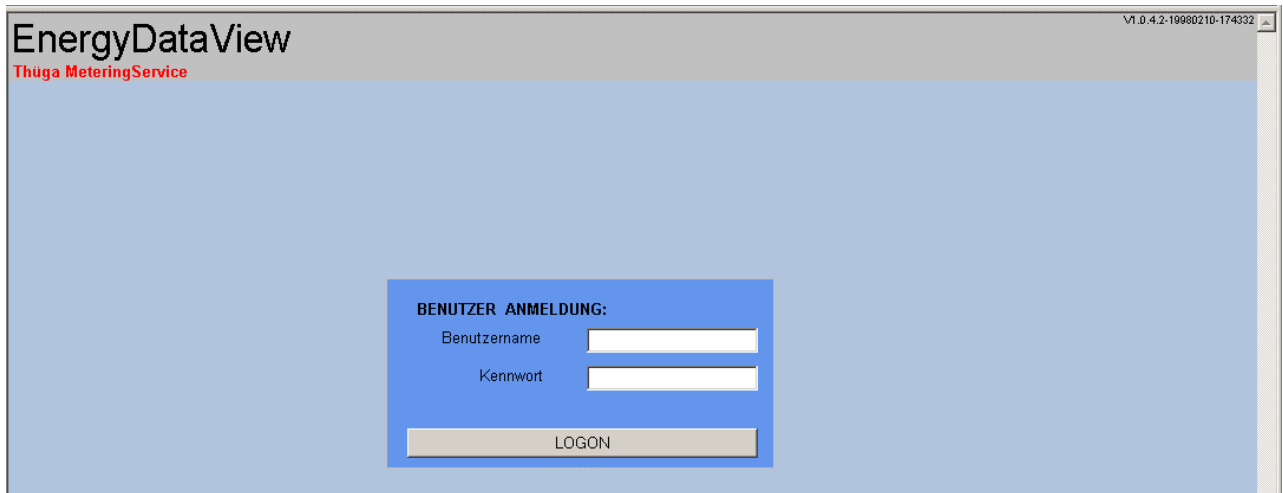 EnergyDataView
V1.0.4.2-19980210-174332
Thüga MeteringService
BENUTZER ANMELDUNG:
Benutzername
Kennwort
LOGON